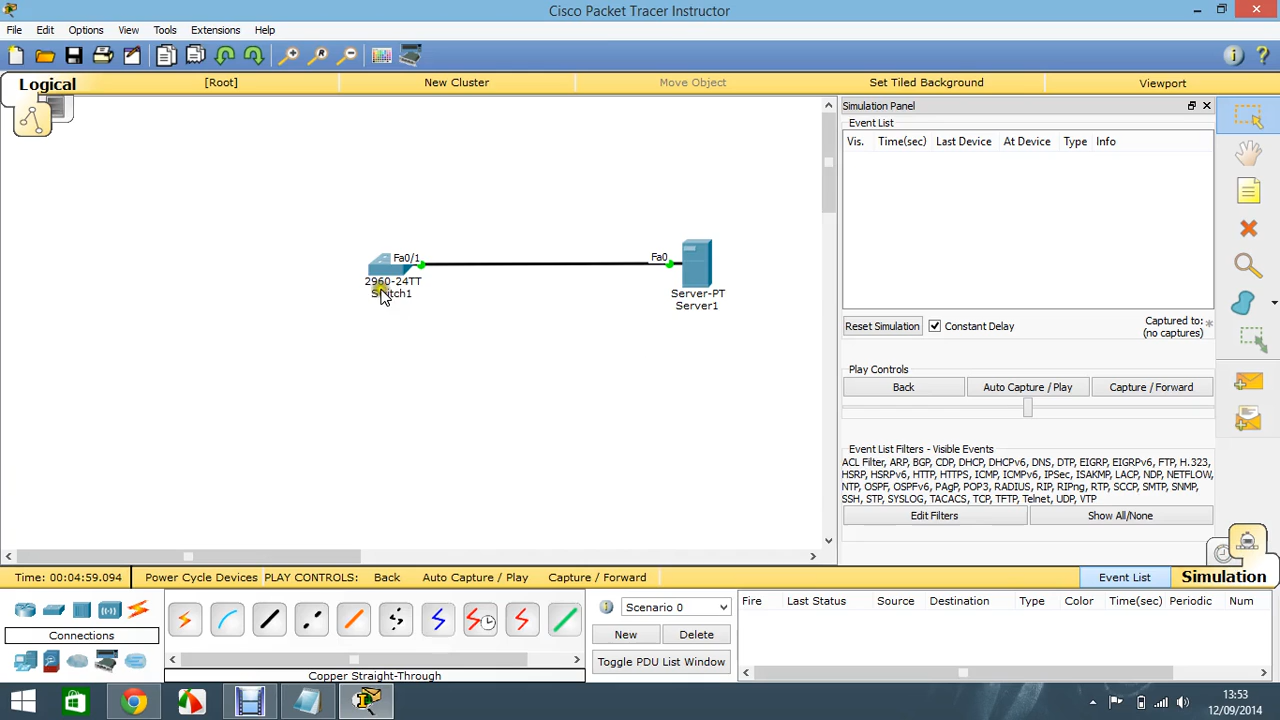 Cisco Packet Tracer Instructor
File Edit Options View Tools Extensions Help
Logical
[Root]
New Cluster
Move Object
Set Tiled Background
Viewport
Fa0/1
2960-24TT
Switch1
Fa0
Server-PT
Server1
Simulation Panel
Event List
Vis. Time(sec) Last Device At Device Type Info
Reset Simulation
Constant Delay
Captured to:
(no captures)
Play Controls
Back
Auto Capture / Play
Capture / Forward
Event List Filters - Visible Events
ACL Filter, ARP, BGP, CDP, DHCP, DHCPv6, DNS, DTP, EIGRP, EIGRPv6, FTP, H.323,
HSRP, HSRPv6, HTTP, HTTPS, ICMP, ICMPv6, IPSec, ISAKMP, LACP, NDP, NETFLOW,
NTP, OSPF, OSPFv6, PAgP, POP3, RADIUS, RIP, RIPng, RTP, SCCP, SMTP, SNMP,
SSH, STP, SYSLOG, TACACS, TCP, TFTP, Telnet, UDP, VTP
Edit Filters
Show All/None
Time: 00:04:59.094
Power Cycle Devices
PLAY CONTROLS:
Back
Auto Capture / Play
Capture / Forward
Event List
Simulation
Connections
Copper Straight-Through
Scenario 0
New
Delete
Toggle PDU List Window
Fire Last Status Source Destination Type Color Time(sec) Periodic Num
13:53
12/09/2014